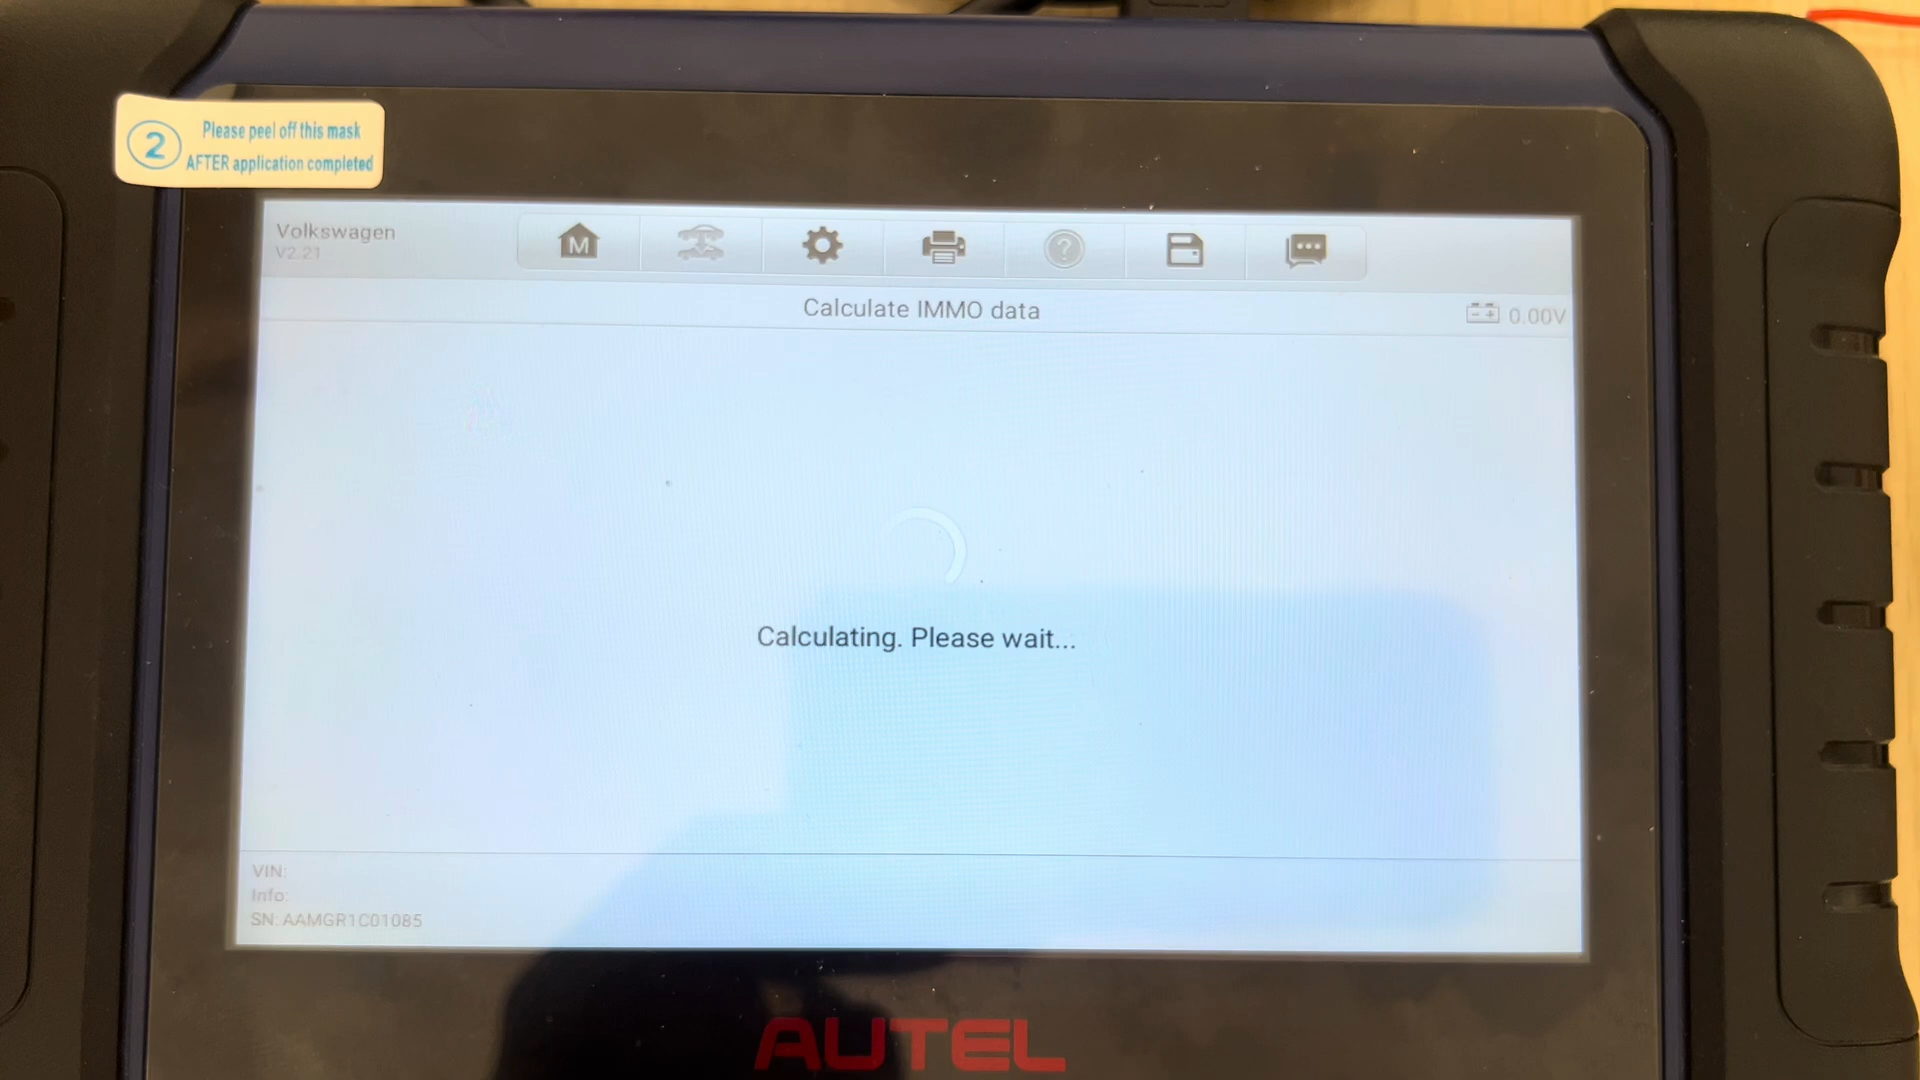 2
Please peel off this mask
AFTER application completed
Volkswagen
V2.21
M
?
Calculate IMMO data
0.00V
Calculating. Please wait...
VIN:
Info:
SN: AAMGR1C01085
AUTEL